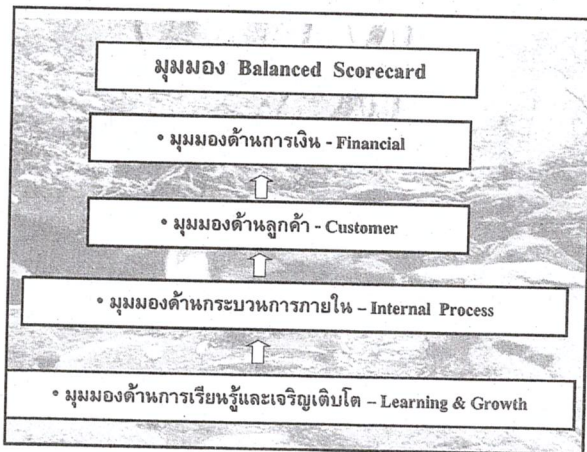 มุมมอง Balanced Scorecard
• มุมมองด้านการเงิน - Financial
• มุมมองด้านลูกค้า - Customer
• มุมมองด้านกระบวนการภายใน – Internal Process
• มุมมองด้านการเรียนรู้และเจริญเติบโต – Learning & Growth